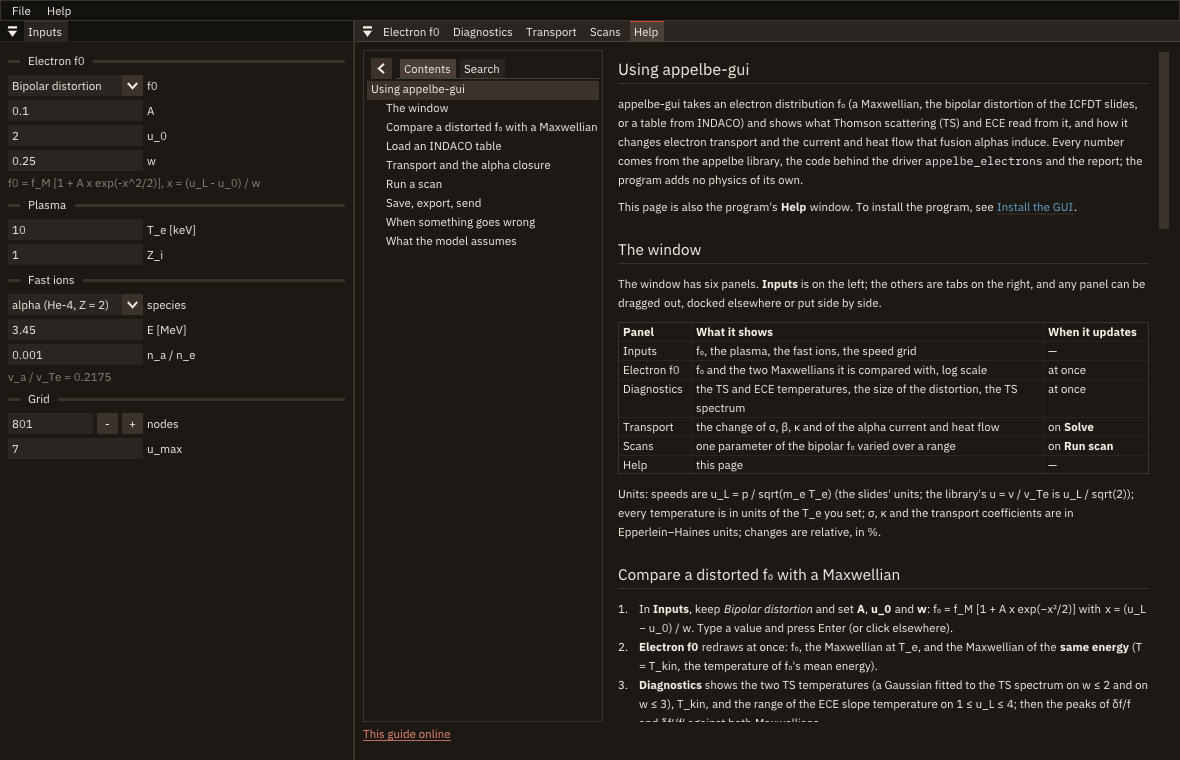 File Help
Inputs
Electron f0
Bipolar distortion f0
0.1 A
2 u_0
0.25 w
f0 = f_M [1 + A x exp(-x^2/2)], x = (u_L - u_0) / w
Plasma
10 T_e [keV]
1 Z_i
Fast ions
alpha (He-4, Z = 2) species
3.45 E [MeV]
0.001 n_a / n_e
v_a / v_Te = 0.2175
Grid
801 - + nodes
7 u_max
Electron f0 Diagnostics Transport Scans Help
Contents Search
Using appelbe-gui
The window
Compare a distorted f₀ with a Maxwellian
Load an INDACO table
Transport and the alpha closure
Run a scan
Save, export, send
When something goes wrong
What the model assumes
This guide online
Using appelbe-gui
appelbe-gui takes an electron distribution f₀ (a Maxwellian, the bipolar distortion of the ICFDT slides,
or a table from INDACO) and shows what Thomson scattering (TS) and ECE read from it, and how it
changes electron transport and the current and heat flow that fusion alphas induce. Every number
comes from the appelbe library, the code behind the driver appelbe_electrons and the report; the
program adds no physics of its own.
This page is also the program's Help window. To install the program, see Install the GUI.
The window
The window has six panels. Inputs is on the left; the others are tabs on the right, and any panel can be
dragged out, docked elsewhere or put side by side.
Panel What it shows When it updates
Inputs f₀, the plasma, the fast ions, the speed grid —
Electron f0 f₀ and the two Maxwellians it is compared with, log scale at once
Diagnostics the TS and ECE temperatures, the size of the distortion, the TS at once
spectrum
Transport the change of σ, β, κ and of the alpha current and heat flow on Solve
Scans one parameter of the bipolar f₀ varied over a range on Run scan
Help this page —
Units: speeds are u_L = p / sqrt(m_e T_e) (the slides' units; the library's u = v / v_Te is u_L / sqrt(2));
every temperature is in units of the T_e you set; σ, κ and the transport coefficients are in
Epperlein–Haines units; changes are relative, in %.
Compare a distorted f₀ with a Maxwellian
1. In Inputs, keep Bipolar distortion and set A, u_0 and w: f₀ = f_M [1 + A x exp(−x²/2)] with x = (u_L
− u_0) / w. Type a value and press Enter (or click elsewhere).
2. Electron f0 redraws at once: f₀, the Maxwellian at T_e, and the Maxwellian of the same energy (T
= T_kin, the temperature of f₀'s mean energy).
3. Diagnostics shows the two TS temperatures (a Gaussian fitted to the TS spectrum on w ≤ 2 and on
w ≤ 3), T_kin, and the range of the ECE slope temperature on 1 ≤ u_L ≤ 4; then the peaks of δf/f
and δf/f against both Maxwellians.